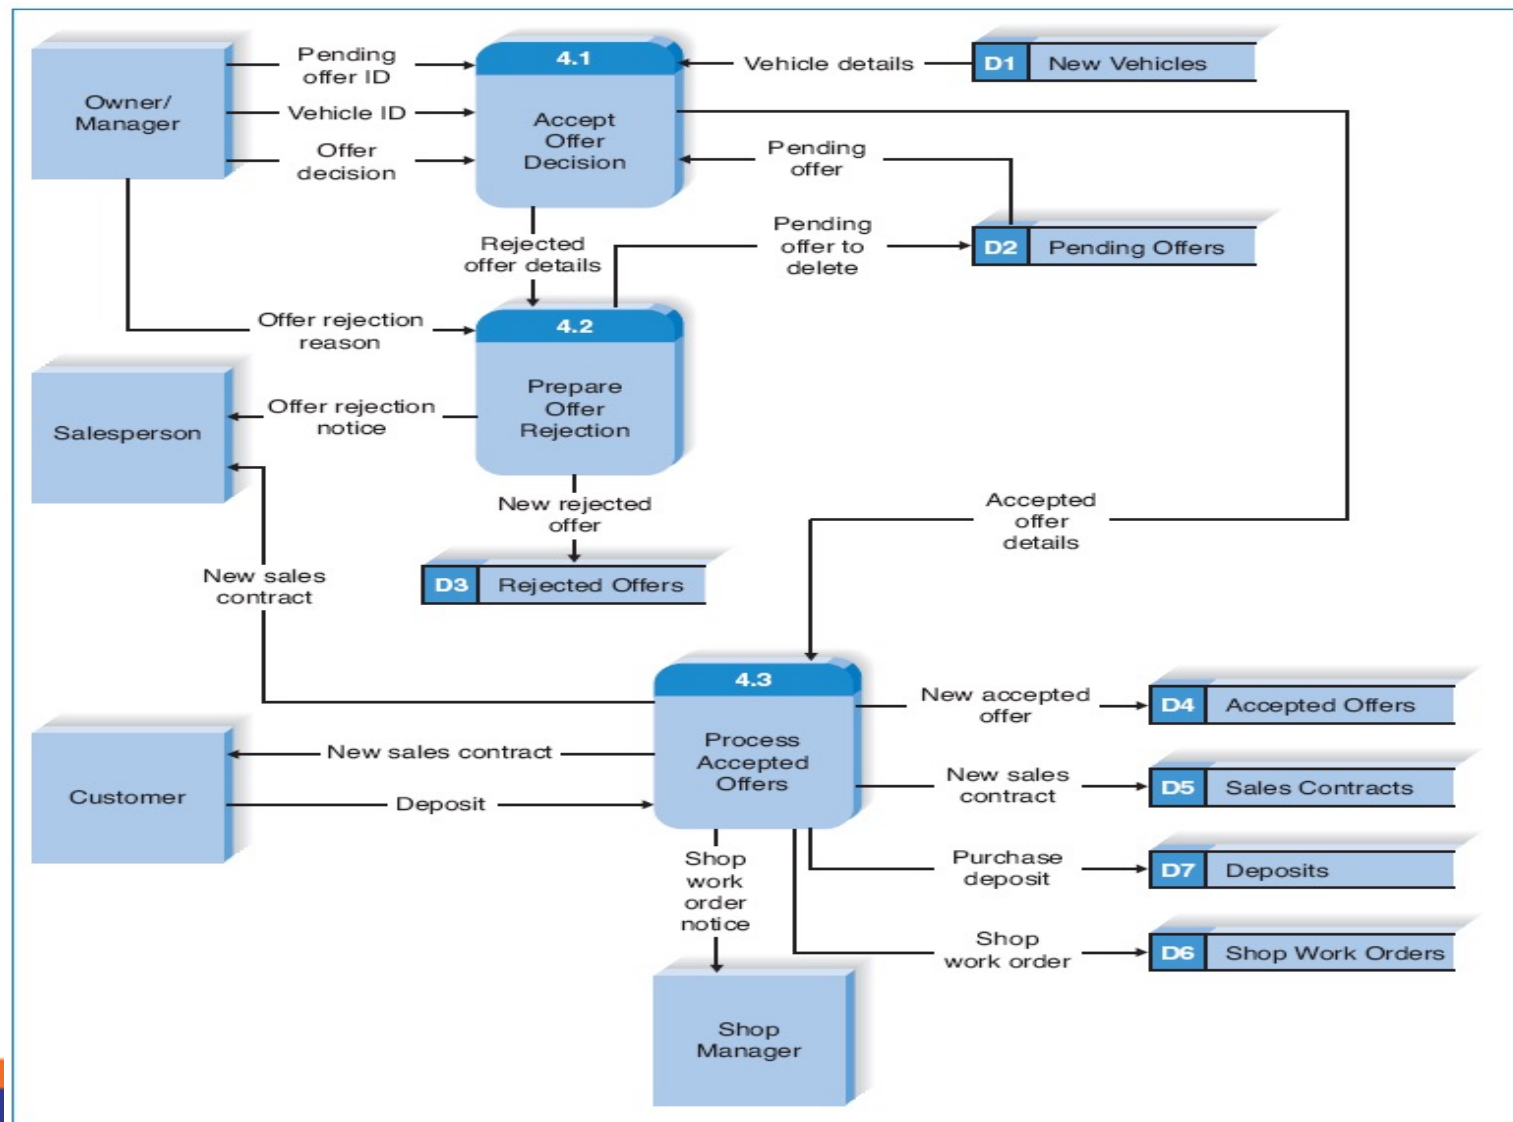 Owner/
Manager
Pending
offer ID
Vehicle ID
Offer
decision
4.1
Accept
Offer
Decision
Vehicle details
D1 New Vehicles
Pending
offer
Rejected
offer details
Pending
offer to
delete
D2 Pending Offers
Offer rejection
reason
4.2
Prepare
Offer
Rejection
Salesperson
Offer rejection
notice
New rejected
offer
D3 Rejected Offers
Accepted
offer
details
New sales
contract
4.3
Process
Accepted
Offers
New accepted
offer
D4 Accepted Offers
Customer
New sales contract
Deposit
New sales
contract
D5 Sales Contracts
Purchase
deposit
D7 Deposits
Shop
work
order
notice
Shop
work order
D6 Shop Work Orders
Shop
Manager